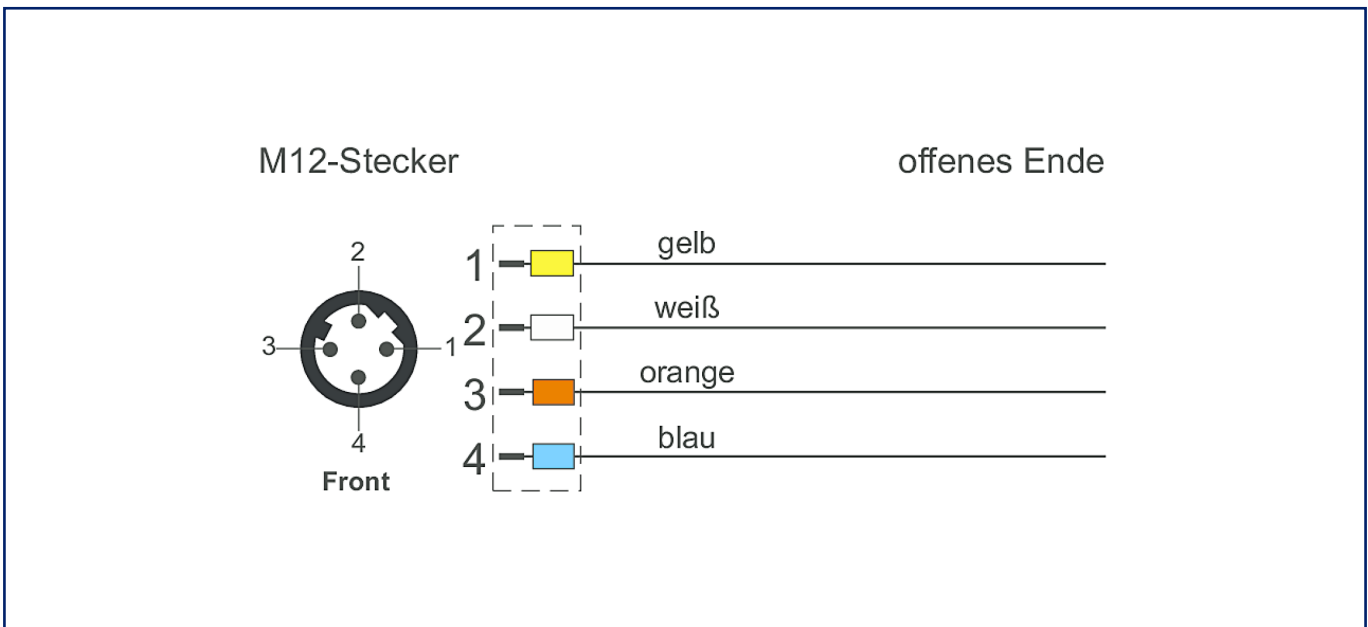 M12-Stecker
offenes Ende
2
3
1
4
Front
1 gelb
2 weiß
3 orange
4 blau